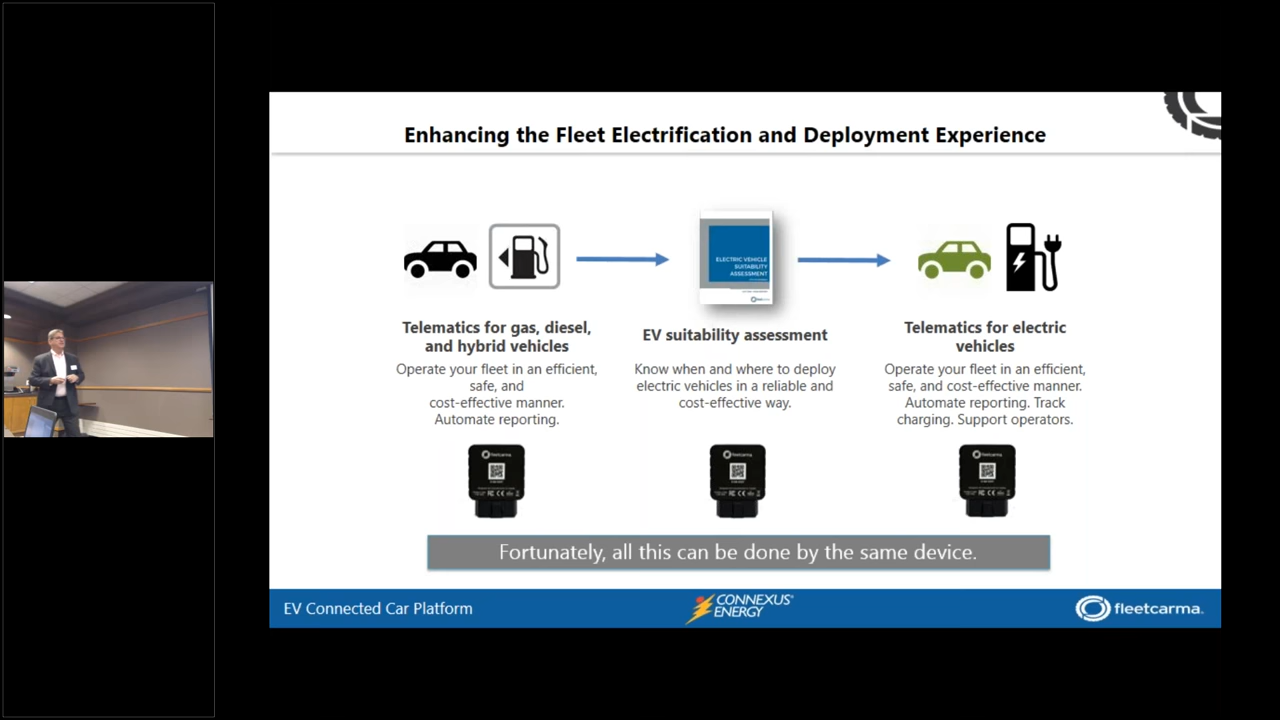 Enhancing the Fleet Electrification and Deployment Experience
ELECTRIC VEHICLE
SUITABILITY
ASSESSMENT
fleetcarma
Telematics for gas, diesel,
and hybrid vehicles
Operate your fleet in an efficient,
safe, and
cost-effective manner.
Automate reporting.
EV suitability assessment
Know when and where to deploy
electric vehicles in a reliable and
cost-effective way.
Telematics for electric
vehicles
Operate your fleet in an efficient,
safe, and cost-effective manner.
Automate reporting. Track
charging. Support operators.
fleetcarma
fleetcarma
fleetcarma
Fortunately, all this can be done by the same device.
EV Connected Car Platform
CONNEXUS®
ENERGY
fleetcarma.